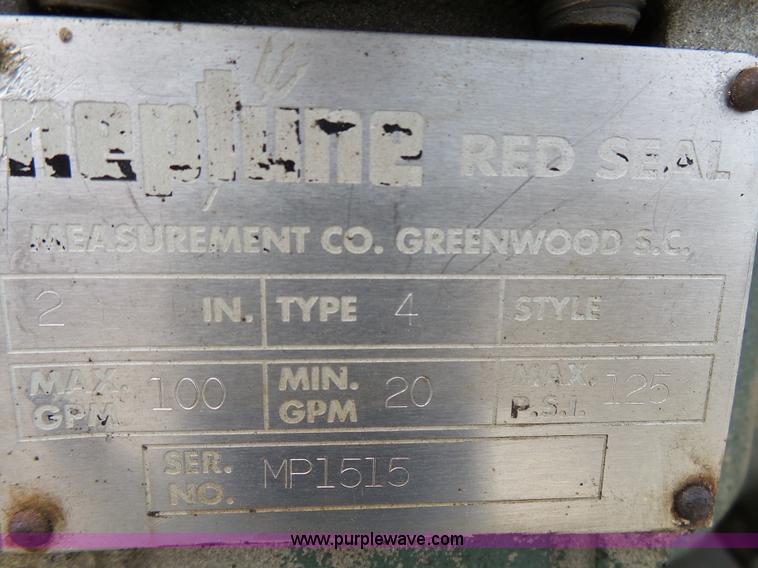 neptune RED SEAL
MEASUREMENT CO. GREENWOOD S.C.
2 IN. TYPE 4 STYLE
MAX. GPM 100 MIN. GPM 20 MAX. P.S.I. 125
SER. NO. MP1515
www.purplewave.com